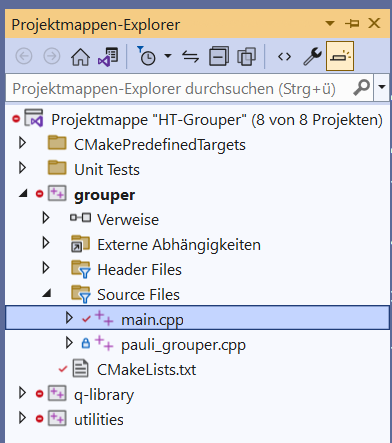 Projektmappen-Explorer
Projektmappen-Explorer durchsuchen (Strg+ü)
Projektmappe "HT-Grouper" (8 von 8 Projekten)
CMakePredefinedTargets
Unit Tests
grouper
Verweise
Externe Abhängigkeiten
Header Files
Source Files
main.cpp
pauli_grouper.cpp
CMakeLists.txt
q-library
utilities